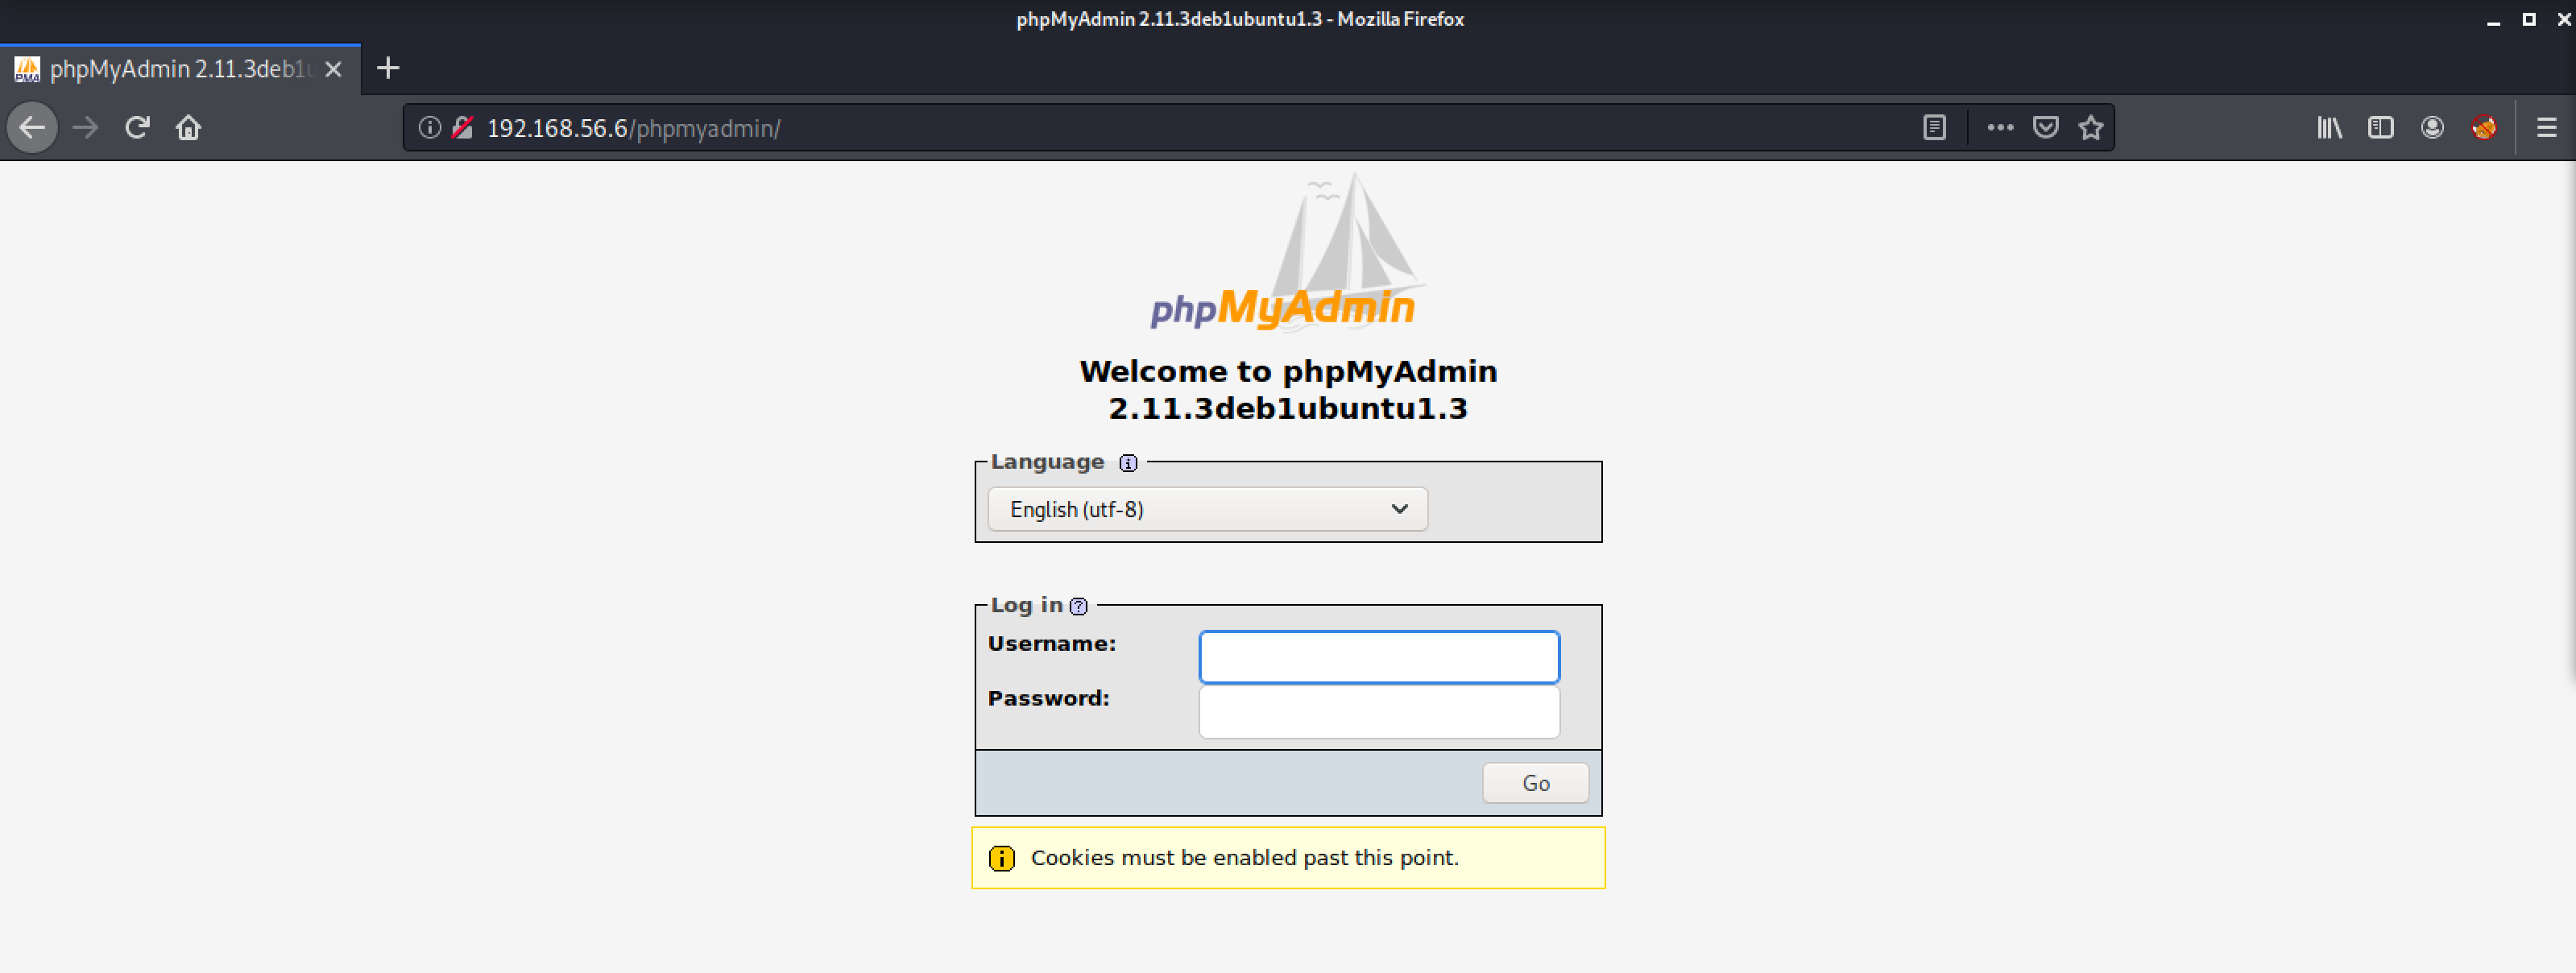 phpMyAdmin 2.11.3deb1ubuntu1.3 - Mozilla Firefox
phpMyAdmin 2.11.3deb1u
192.168.56.6/phpmyadmin/
phpMyAdmin
Welcome to phpMyAdmin
2.11.3deb1ubuntu1.3
Language
English (utf-8)
Log in
Username:
Password:
Go
Cookies must be enabled past this point.